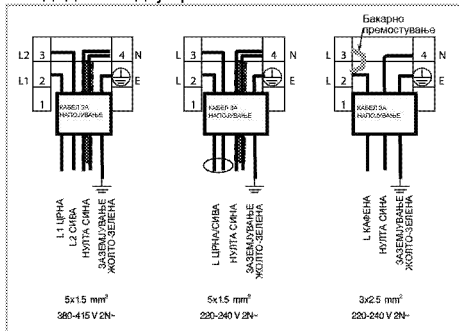 Бакарно
премостување
L2 3 4 N
L1 2 E
1
КАБЕЛ ЗА
НАПОЈУВАЊЕ
L1 ЦРНА
L2 СИВА
НУЛТА СИНА
ЗАЗЕМЈУВАЊЕ
ЖОЛТО-ЗЕЛЕНА
5x1.5 mm²
380-415 V 2N~
L 3 4 N
L 2 E
1
КАБЕЛ ЗА
НАПОЈУВАЊЕ
L ЦРНА/СИВА
НУЛТА СИНА
ЗАЗЕМЈУВАЊЕ
ЖОЛТО-ЗЕЛЕНА
5x1.5 mm²
220-240 V 2N~
L 3 4 N
L 2 E
1
КАБЕЛ ЗА
НАПОЈУВАЊЕ
L КАФЕНА
НУЛТА СИНА
ЗАЗЕМЈУВАЊЕ
ЖОЛТО-ЗЕЛЕНА
3x2.5 mm²
220-240 V 2N~